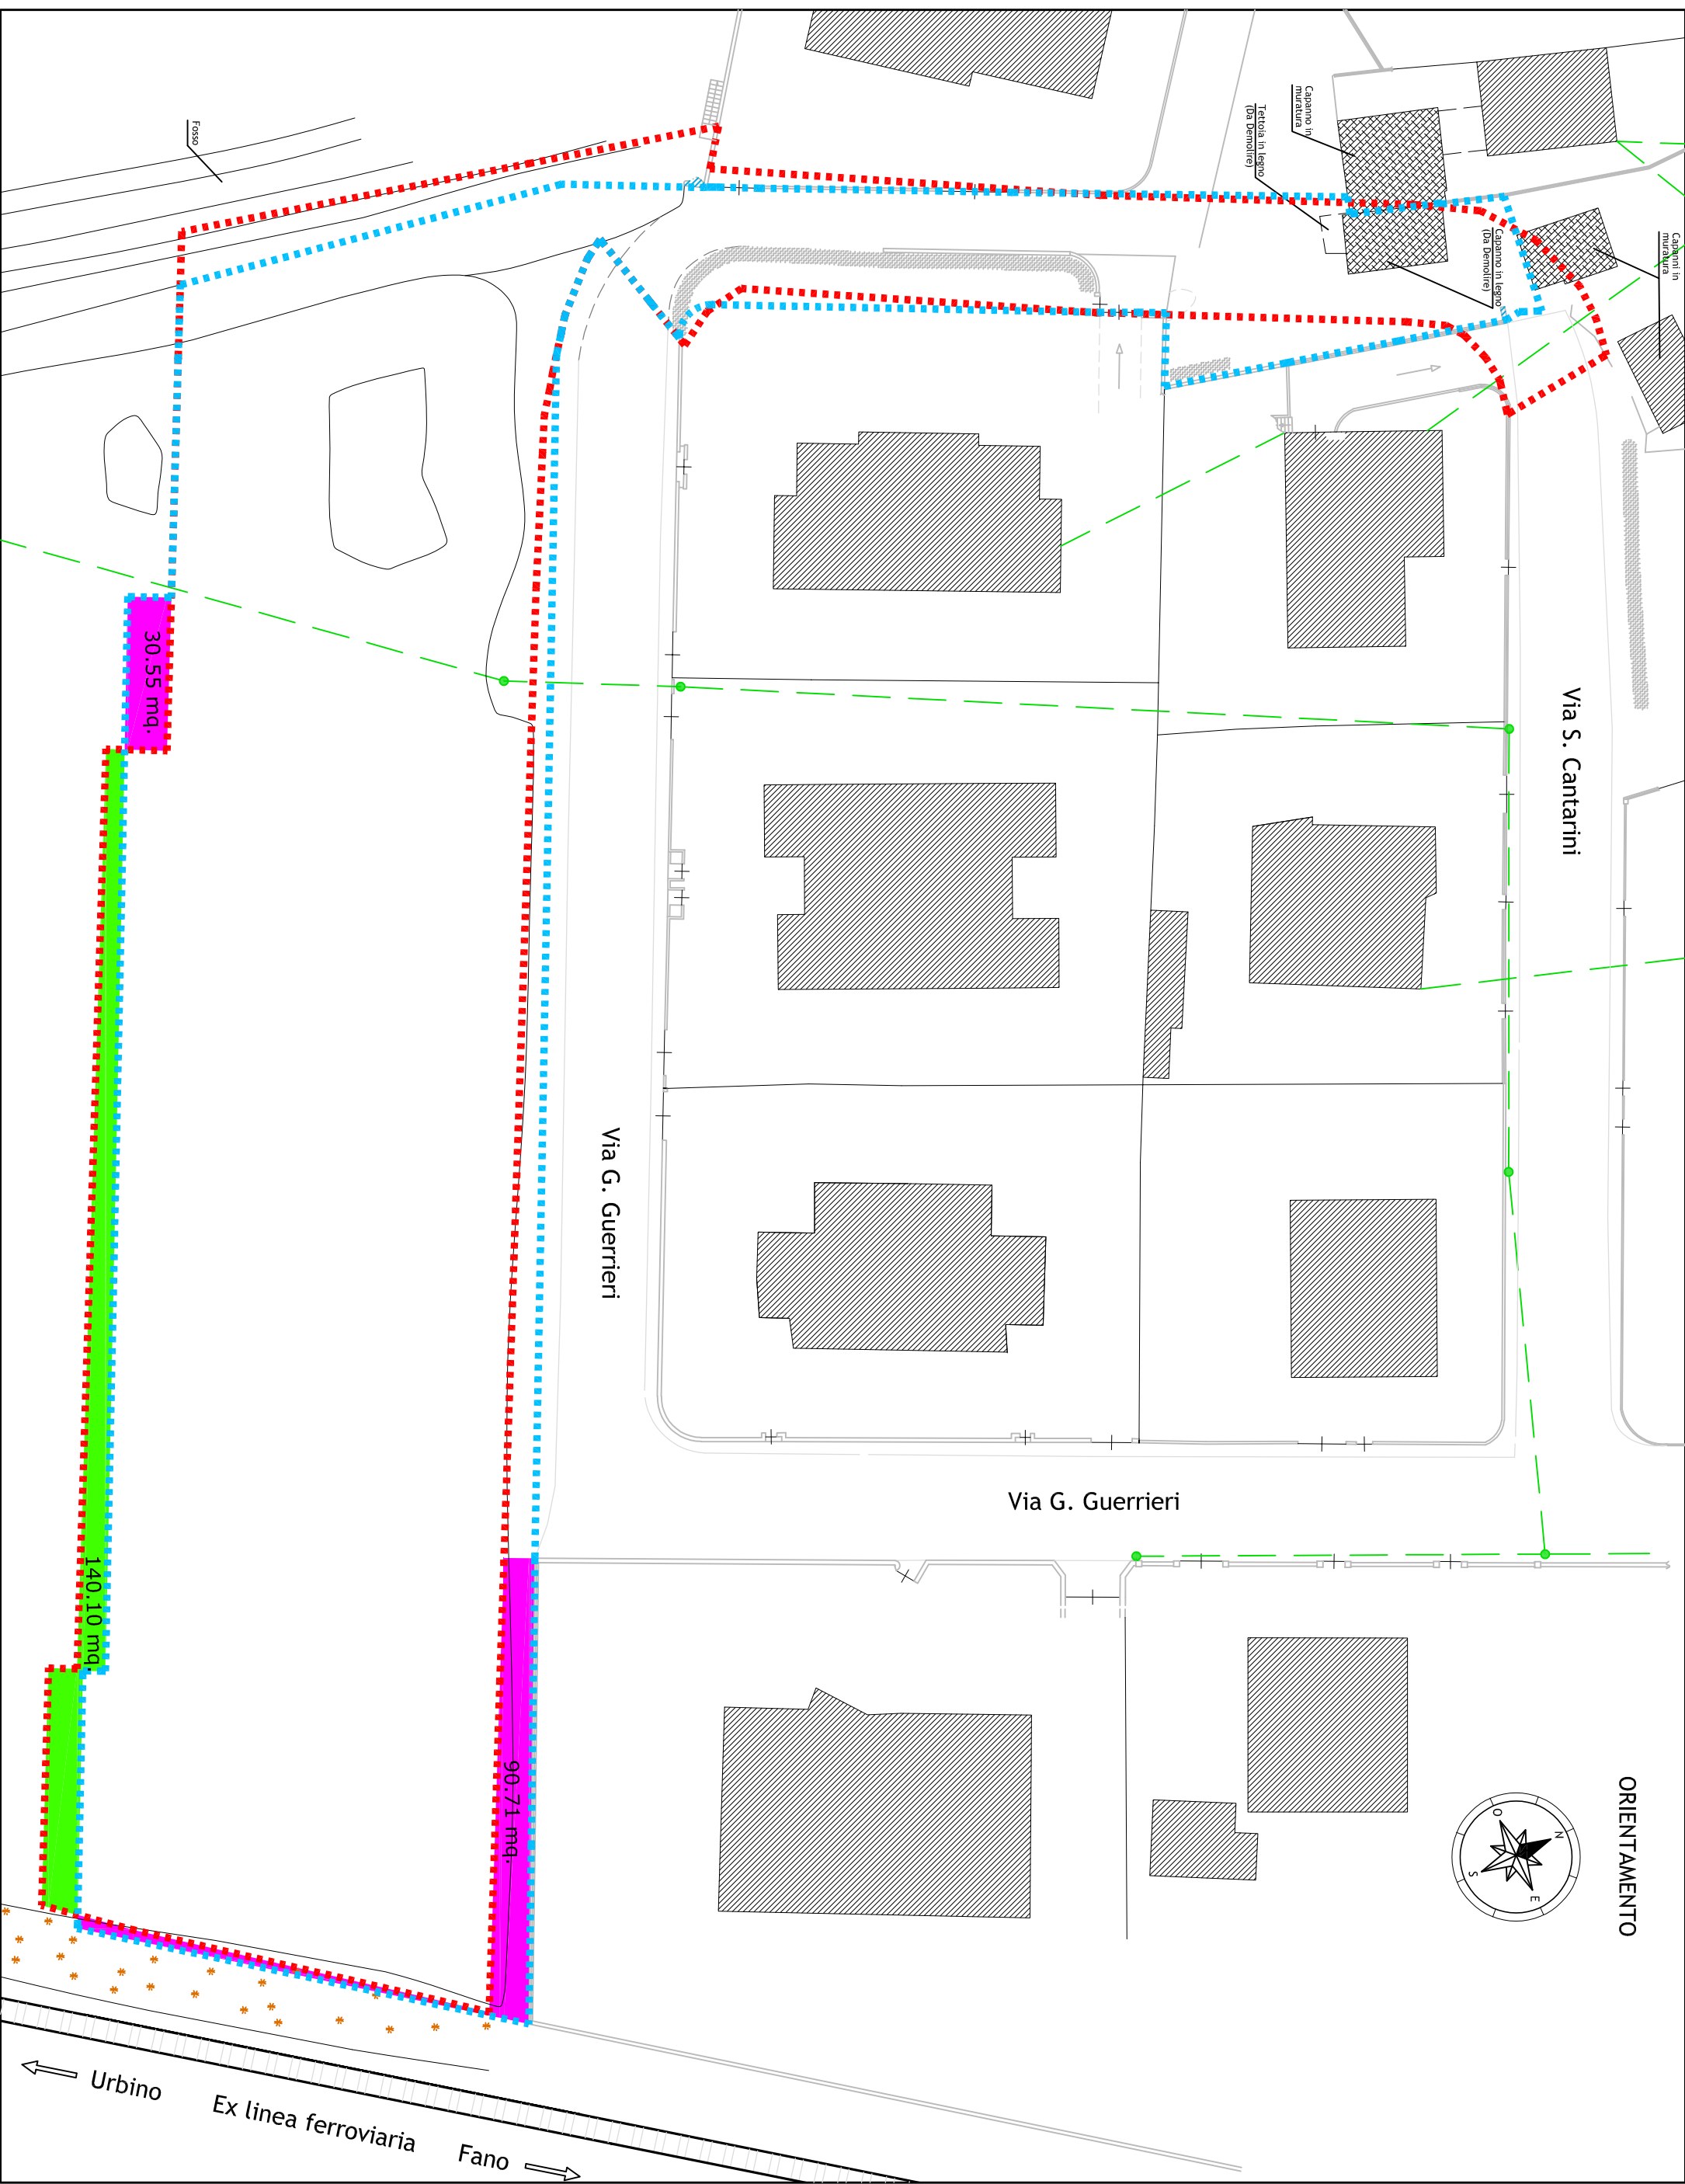 Fosso
Capanno in
muratura
Tettoia in legno
(Da Demolire)
Capanno in legno
(Da Demolire)
Capanni in
muratura
30.55 mq.
Via S. Cantarini
Via G. Guerrieri
Via G. Guerrieri
140.10 mq.
90.71 mq.
ORIENTAMENTO
O
N
S
E
Urbino
Ex linea ferroviaria
Fano